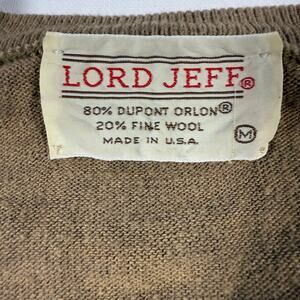 LORD JEFF®
80% DUPONT ORLON®
20% FINE WOOL
MADE IN U.S.A.
M